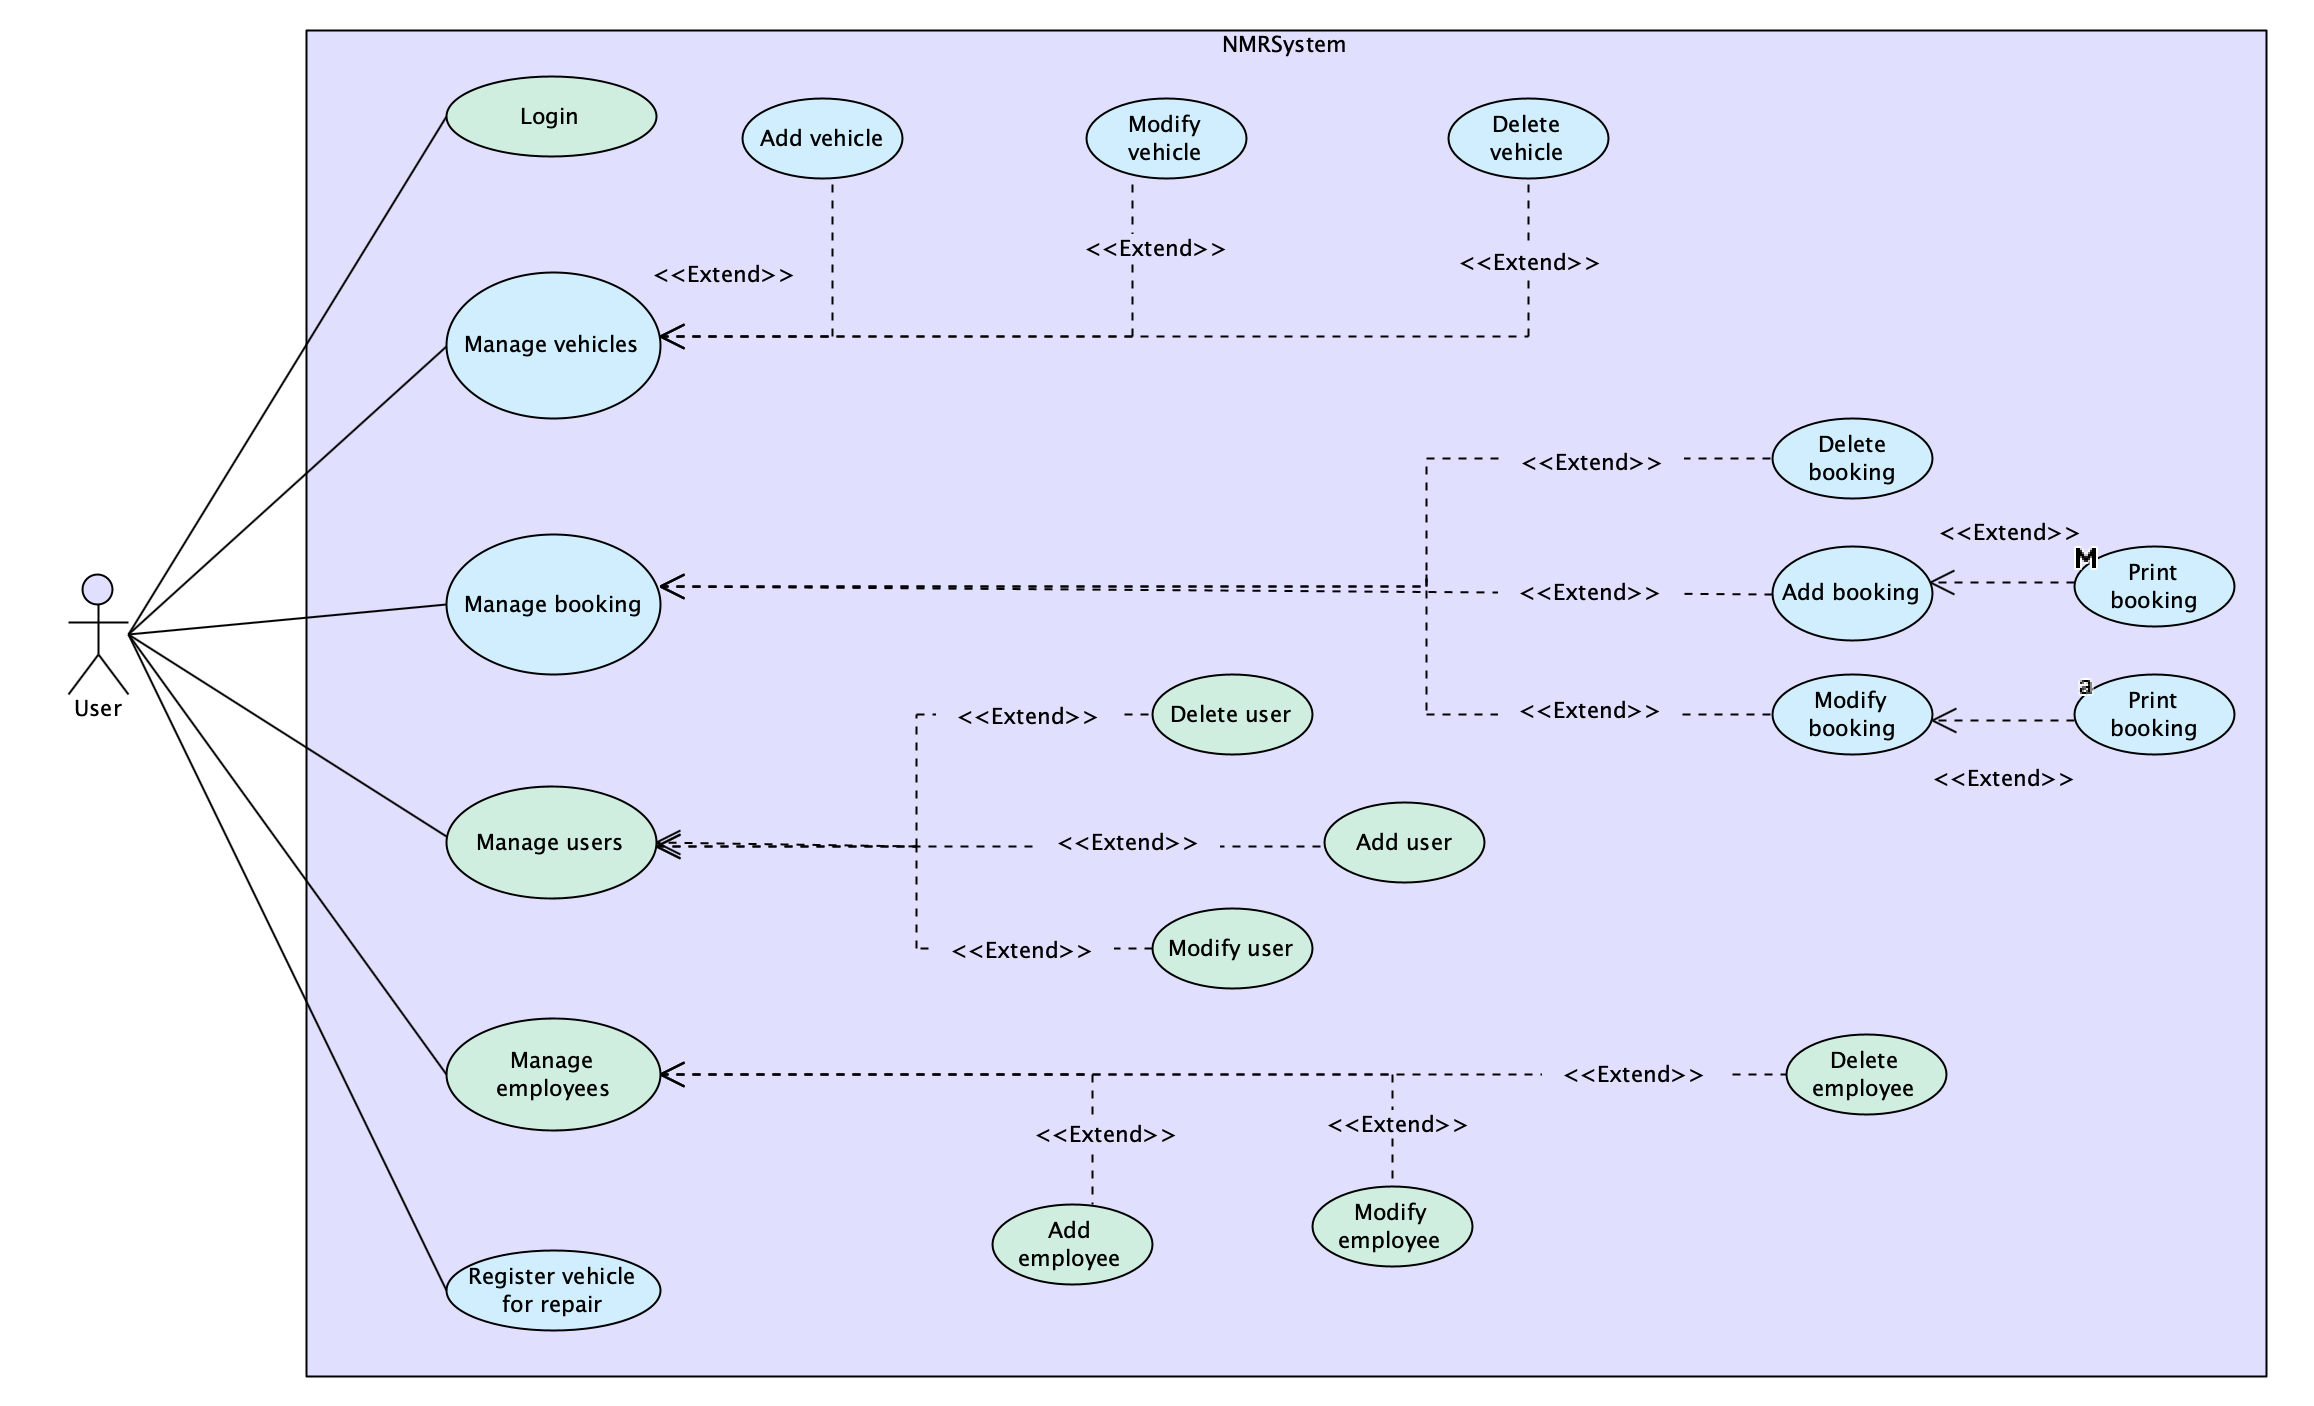 NMRSystem
Login
Add vehicle
Modify
vehicle
Delete
vehicle
<<Extend>>
<<Extend>>
<<Extend>>
Manage vehicles
Delete
booking
<<Extend>>
<<Extend>>
M
Print
booking
Add booking
<<Extend>>
Manage booking
User
Delete user
<<Extend>>
Modify
booking
<<Extend>>
a
Print
booking
<<Extend>>
Manage users
<<Extend>>
Add user
<<Extend>>
Modify user
Manage
employees
<<Extend>>
Delete
employee
<<Extend>>
<<Extend>>
Add
employee
Modify
employee
Register vehicle
for repair